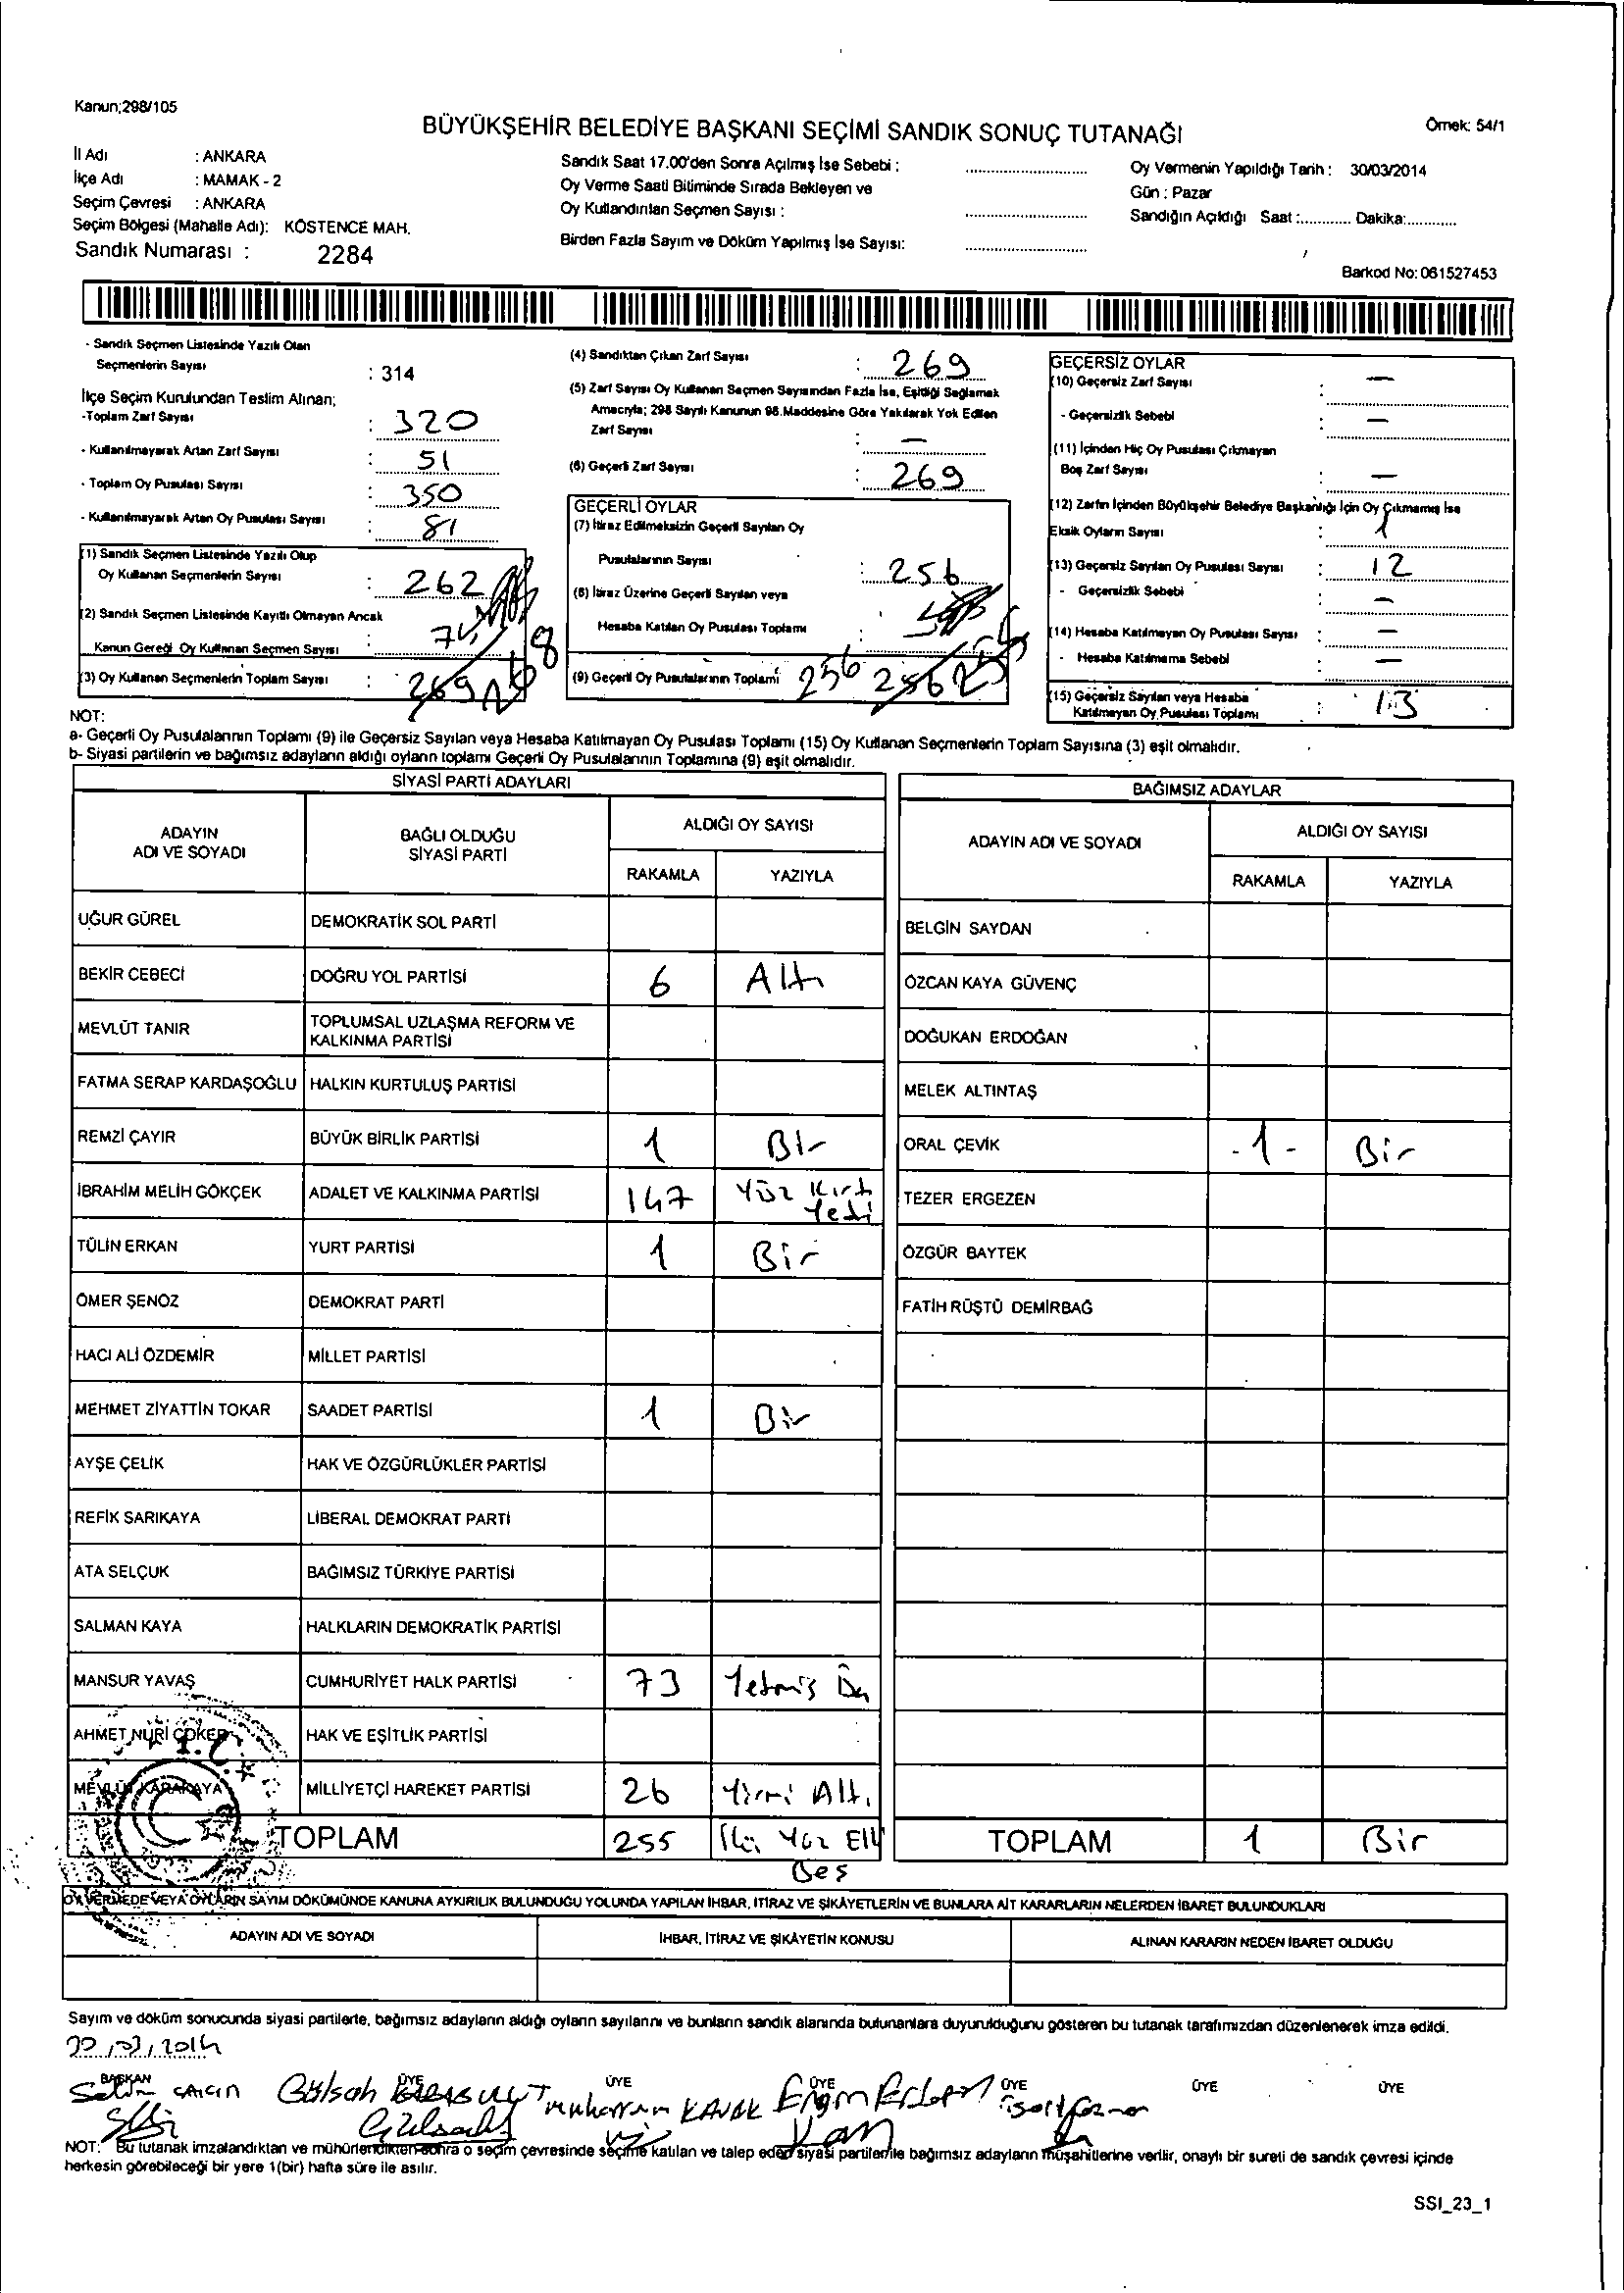 Kanun;298/105
BÜYÜKŞEHİR BELEDİYE BAŞKANI SEÇİMİ SANDIK SONUÇ TUTANAĞI
Örnek: 54/1
İl Adı : ANKARA
İlçe Adı : MAMAK - 2
Seçim Çevresi : ANKARA
Seçim Bölgesi (Mahalle Adı): KÖSTENCE MAH.
Sandık Numarası : 2284
Sandık Saat 17.00'den Sonra Açılmış İse Sebebi :
Oy Verme Saati Bitiminde Sırada Bekleyen ve
Oy Kullandırılan Seçmen Sayısı :
Birden Fazla Sayım ve Döküm Yapılmış İse Sayısı:
Oy Vermenin Yapıldığı Tarih : 30/03/2014
Gün : Pazar
Sandığın Açıldığı Saat :............ Dakika:............
Barkod No: 061527453
- Sandık Seçmen Listesinde Yazılı Olan
Seçmenlerin Sayısı : 314
İlçe Seçim Kurulundan Teslim Alınan;
-Toplam Zarf Sayısı : 320
- Kullanılmayarak Artan Zarf Sayısı : 51
- Toplam Oy Pusulası Sayısı : 350
- Kullanılmayarak Artan Oy Pusulası Sayısı : 81
(1) Sandık Seçmen Listesinde Yazılı Olup
Oy Kullanan Seçmenlerin Sayısı : 262
(2) Sandık Seçmen Listesinde Kayıtlı Olmayan Ancak
Kanun Gereği Oy Kullanan Seçmen Sayısı :
(3) Oy Kullanan Seçmenlerin Toplam Sayısı : 269
(4) Sandıktan Çıkan Zarf Sayısı : 269
(5) Zarf Sayısı Oy Kullanan Seçmen Sayısından Fazla İse, Eşitliği Sağlamak
Amacıyla; 298 Sayılı Kanunun 98.Maddesine Göre Yakılarak Yok Edilen
Zarf Sayısı : —
(6) Geçerli Zarf Sayısı : 269
GEÇERLİ OYLAR
(7) İtiraz Edilmeksizin Geçerli Sayılan Oy
Pusulalarının Sayısı : 256
(8) İtiraz Üzerine Geçerli Sayılan veya
Hesaba Katılan Oy Pusulası Toplamı :
(9) Geçerli Oy Pusulalarının Toplamı 256 256
GEÇERSİZ OYLAR
(10) Geçersiz Zarf Sayısı : —
- Geçersizlik Sebebi : —
(11) İçinden Hiç Oy Pusulası Çıkmayan
Boş Zarf Sayısı : —
(12) Zarfın İçinden Büyükşehir Belediye Başkanlığı İçin Oy Çıkmamış İse
Eksik Oyların Sayısı : 1
(13) Geçersiz Sayılan Oy Pusulası Sayısı : 12
- Geçersizlik Sebebi : —
(14) Hesaba Katılmayan Oy Pusulası Sayısı : —
- Hesaba Katılmama Sebebi : —
(15) Geçersiz Sayılan veya Hesaba
Katılmayan Oy Pusulası Toplamı : 13
NOT:
a- Geçerli Oy Pusulalarının Toplamı (9) ile Geçersiz Sayılan veya Hesaba Katılmayan Oy Pusulası Toplamı (15) Oy Kullanan Seçmenlerin Toplam Sayısına (3) eşit olmalıdır.
b- Siyasi partilerin ve bağımsız adayların aldığı oyların toplamı Geçerli Oy Pusulalarının Toplamına (9) eşit olmalıdır.
SİYASİ PARTİ ADAYLARI
ADAYIN ADI VE SOYADI BAĞLI OLDUĞU SİYASİ PARTİ ALDIĞI OY SAYISI
RAKAMLA YAZIYLA
UĞUR GÜREL DEMOKRATİK SOL PARTİ
BEKİR CEBECİ DOĞRU YOL PARTİSİ 6 Altı
MEVLÜT TANIR TOPLUMSAL UZLAŞMA REFORM VE KALKINMA PARTİSİ
FATMA SERAP KARDAŞOĞLU HALKIN KURTULUŞ PARTİSİ
REMZİ ÇAYIR BÜYÜK BİRLİK PARTİSİ 1 Bir
İBRAHİM MELİH GÖKÇEK ADALET VE KALKINMA PARTİSİ 147 Yüz Kırk Yedi
TÜLİN ERKAN YURT PARTİSİ 1 Bir
ÖMER ŞENÖZ DEMOKRAT PARTİ
HACI ALİ ÖZDEMİR MİLLET PARTİSİ
MEHMET ZİYATTİN TOKAR SAADET PARTİSİ 1 Bir
AYŞE ÇELİK HAK VE ÖZGÜRLÜKLER PARTİSİ
REFİK SARIKAYA LİBERAL DEMOKRAT PARTİ
ATA SELÇUK BAĞIMSIZ TÜRKİYE PARTİSİ
SALMAN KAYA HALKLARIN DEMOKRATİK PARTİSİ
MANSUR YAVAŞ CUMHURİYET HALK PARTİSİ 73 Yetmiş Üç
AHMET NURİ ÇOKER HAK VE EŞİTLİK PARTİSİ
MEVLÜT KARAKAYA MİLLİYETÇİ HAREKET PARTİSİ 26 Yirmi Altı
TOPLAM 255 İki Yüz Elli Beş
BAĞIMSIZ ADAYLAR
ADAYIN ADI VE SOYADI ALDIĞI OY SAYISI
RAKAMLA YAZIYLA
BELGİN SAYDAN
ÖZCAN KAYA GÜVENÇ
DOĞUKAN ERDOĞAN
MELEK ALTINTAŞ
ORAL ÇEVİK -1- Bir
TEZER ERGEZEN
ÖZGÜR BAYTEK
FATİH RÜŞTÜ DEMİRBAĞ
TOPLAM 1 Bir
OY VERMEDE VEYA OYLARIN SAYIM DÖKÜMÜNDE KANUNA AYKIRILIK BULUNDUĞU YOLUNDA YAPILAN İHBAR, İTİRAZ VE ŞİKÂYETLERİN VE BUNLARA AİT KARARLARIN NELERDEN İBARET BULUNDUKLARI
ADAYIN ADI VE SOYADI İHBAR, İTİRAZ VE ŞİKÂYETİN KONUSU ALINAN KARARIN NEDEN İBARET OLDUĞU
Sayım ve döküm sonucunda siyasi partilerle, bağımsız adayların aldığı oyların sayılarını ve bunların sandık alanında bulunanlara duyurulduğunu gösteren bu tutanak tarafımızdan düzenlenerek imza edildi.
30/03/2014
BAŞKAN ÜYE ÜYE ÜYE ÜYE ÜYE ÜYE
Gülşah Muharrem KAVAK
NOT: Bu tutanak imzalandıktan ve mühürlendikten sonra o seçim çevresinde seçime katılan ve talep eden siyasi partilerle bağımsız adayların müşahitlerine verilir, onaylı bir sureti de sandık çevresi içinde
herkesin görebileceği bir yere 1(bir) hafta süre ile asılır.
SSI_23_1